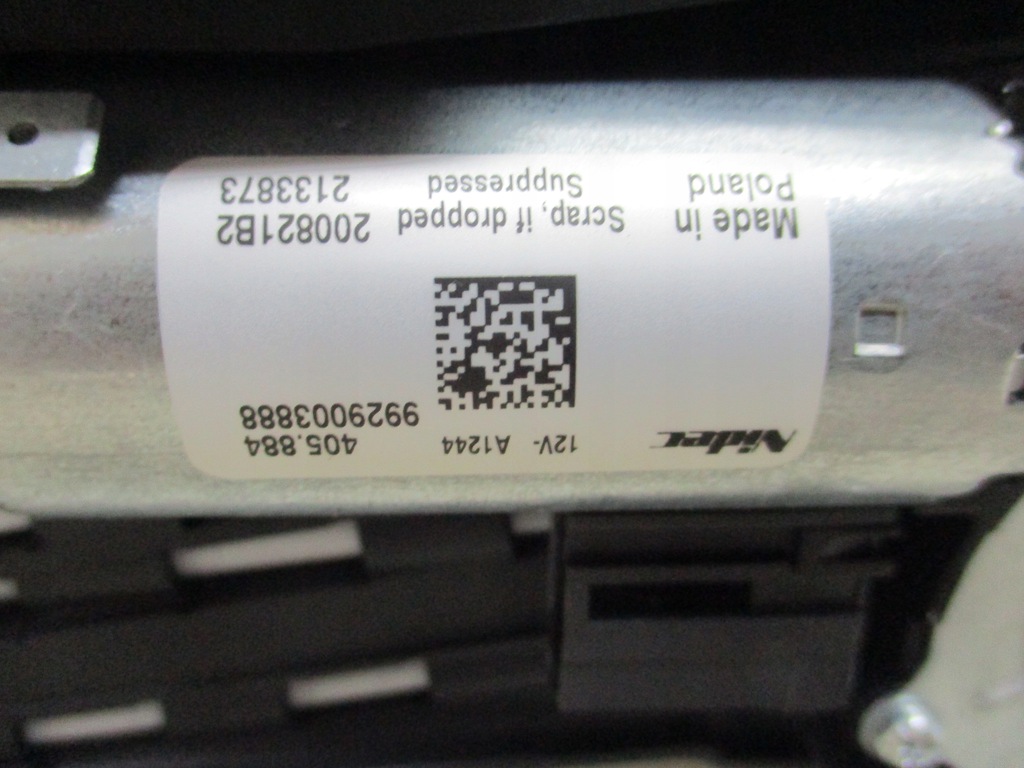 Nidec 12V- A1244 405.884
9929003888
Made in Scrap, if dropped 200821B2
Poland Suppressed 2133873